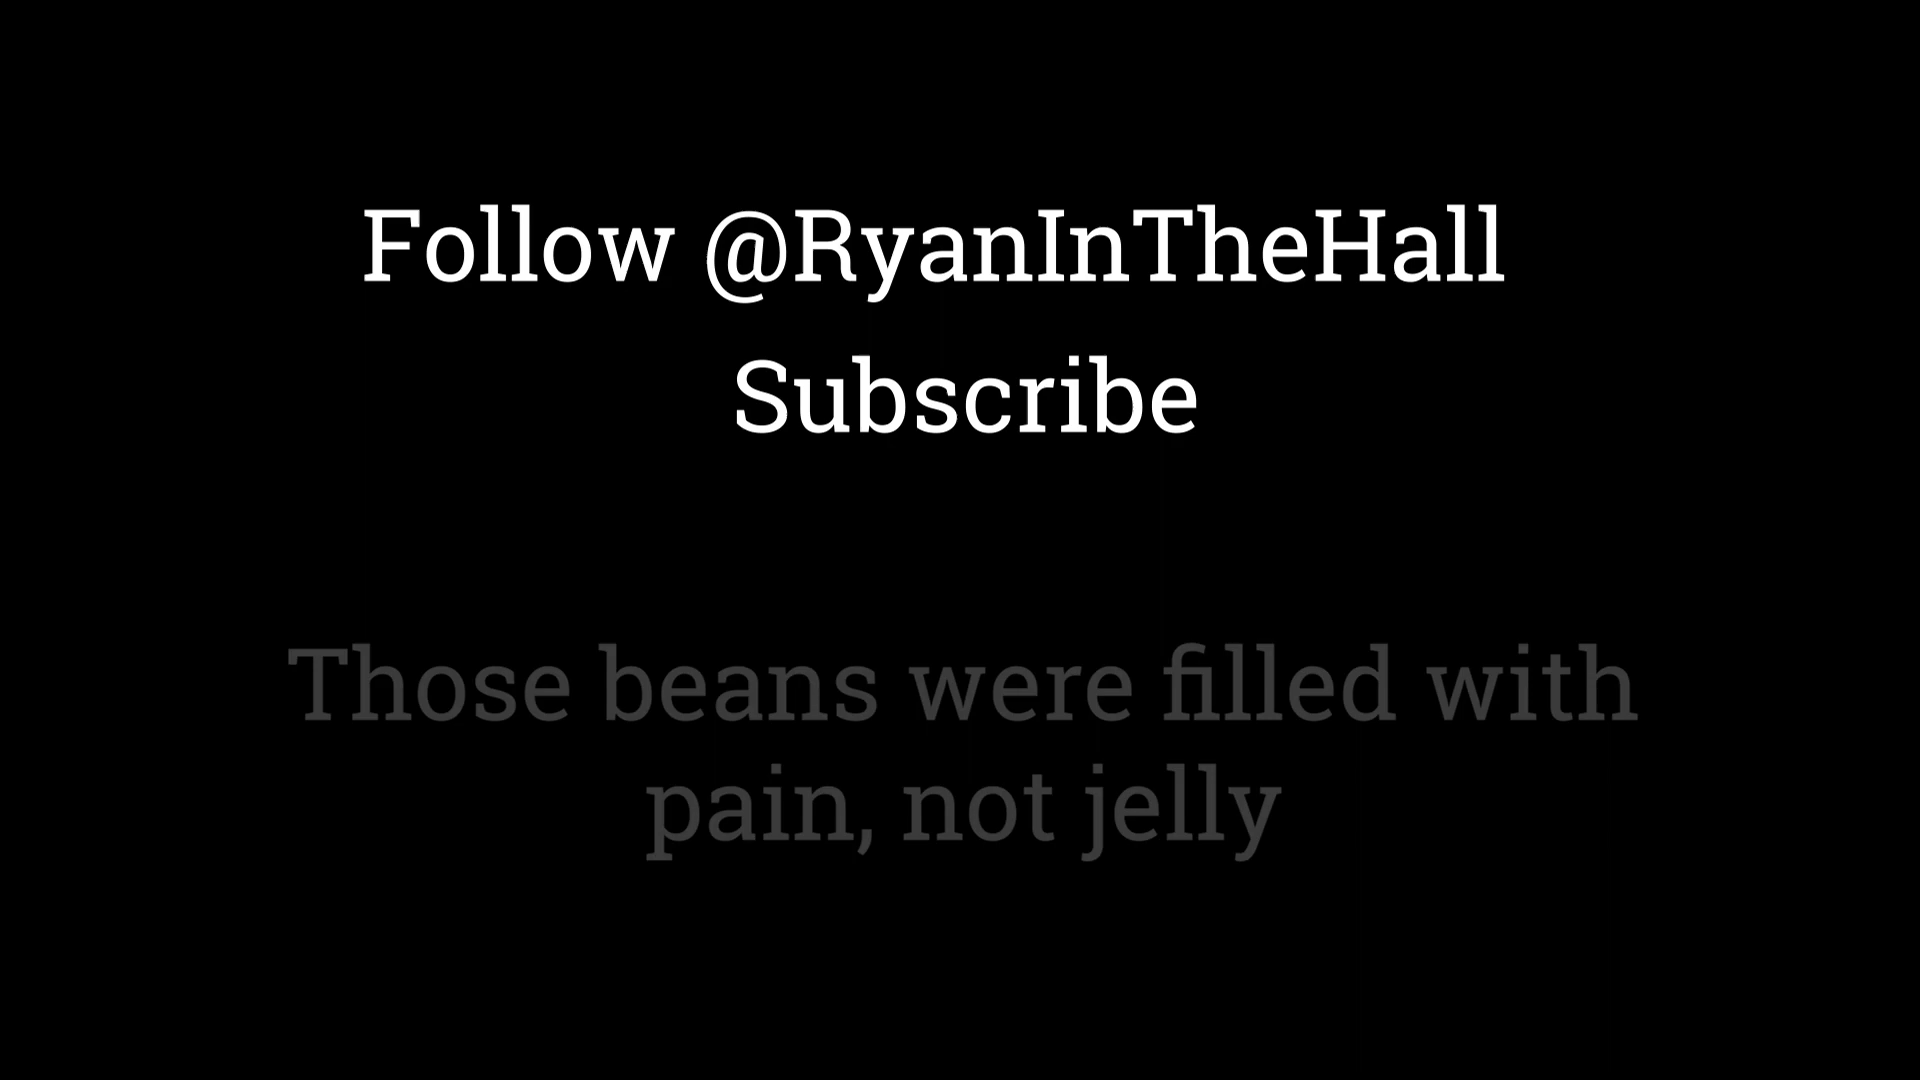 Follow @RyanInTheHall
Subscribe
Those beans were filled with
pain, not jelly